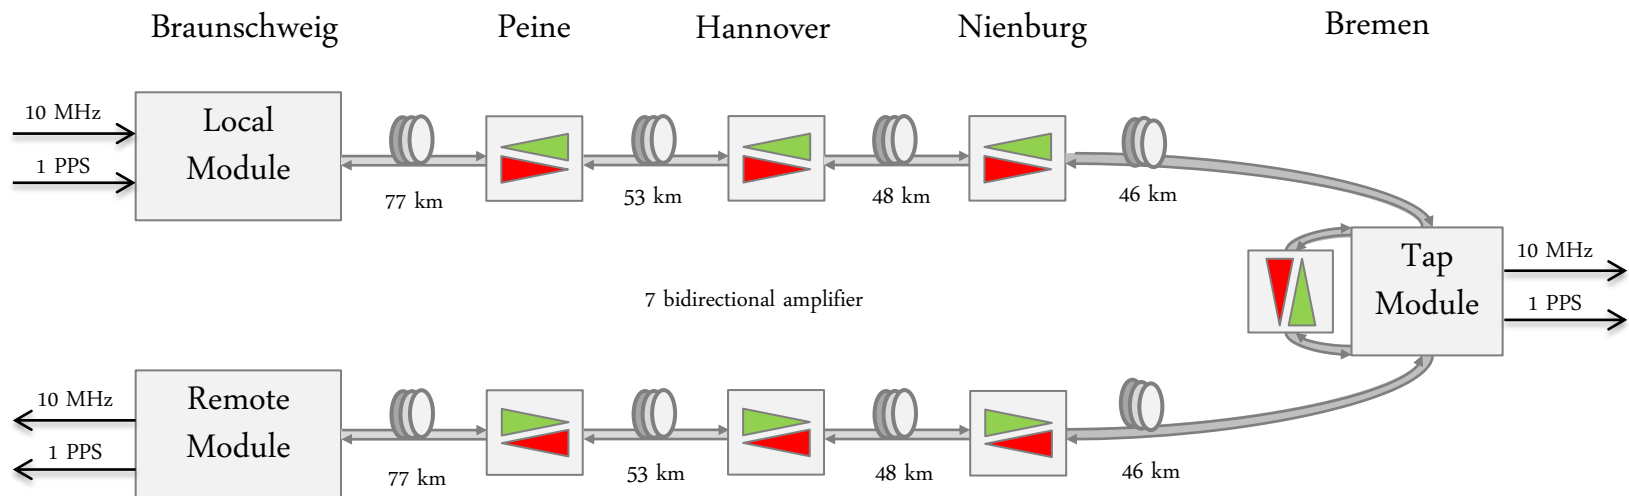 Braunschweig Peine Hannover Nienburg Bremen
10 MHz
1 PPS
Local
Module
77 km
53 km
48 km
46 km
Tap
Module
10 MHz
1 PPS
7 bidirectional amplifier
10 MHz
1 PPS
Remote
Module
77 km
53 km
48 km
46 km